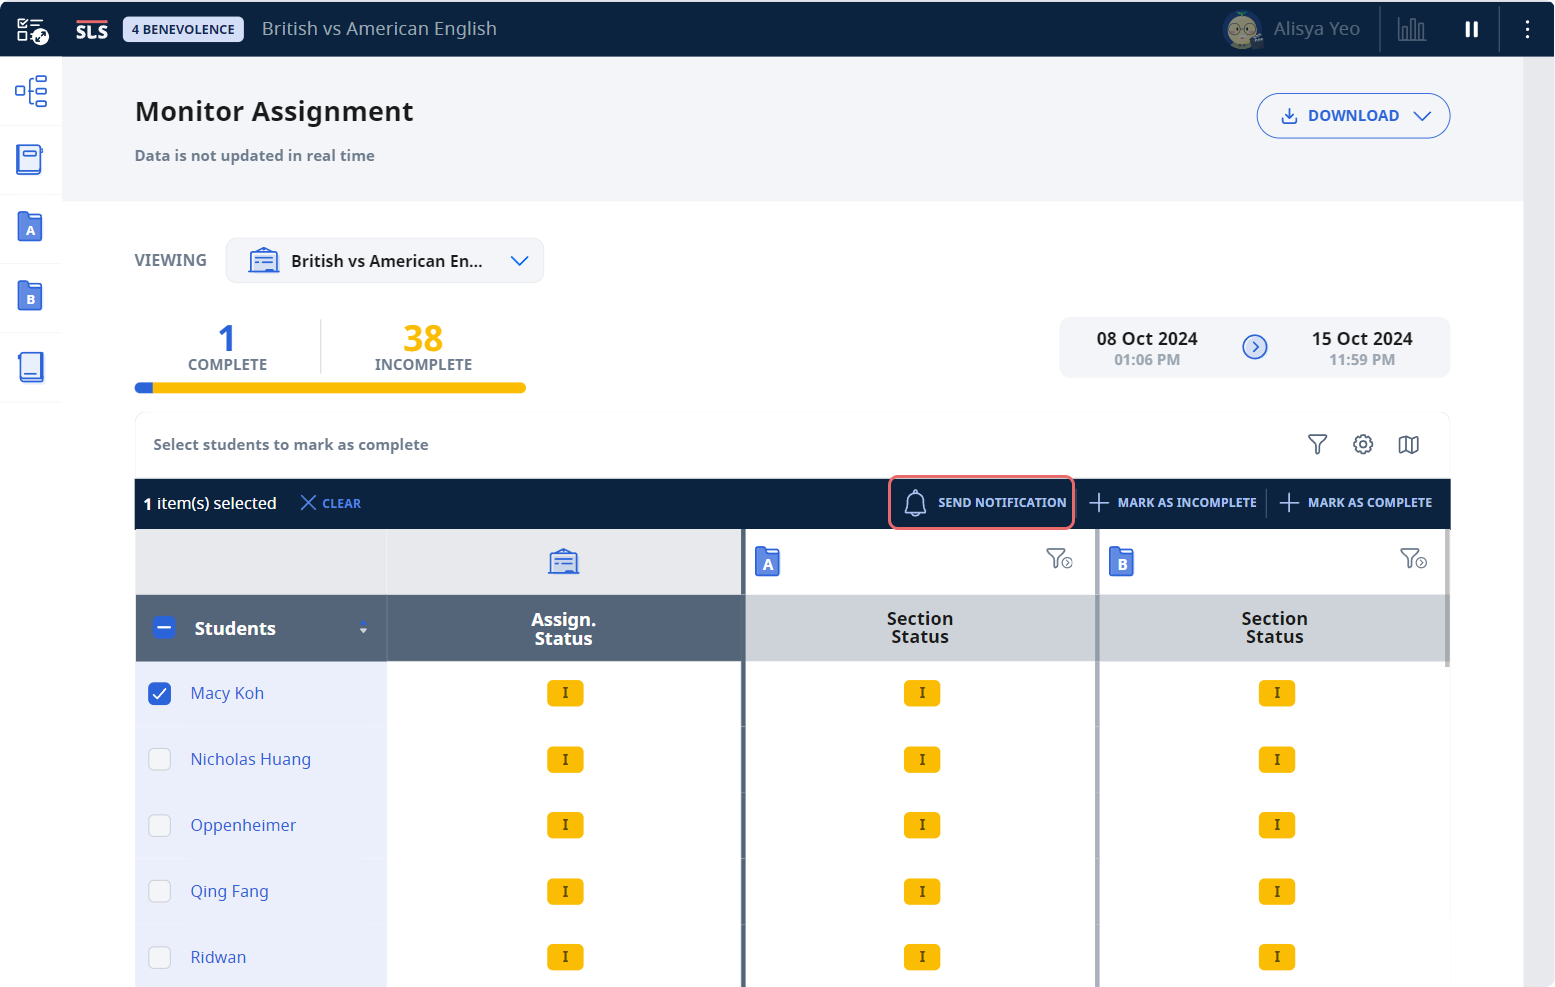 SLS
4 BENEVOLENCE
British vs American English
Alisya Yeo
Monitor Assignment
DOWNLOAD
Data is not updated in real time
A
B
VIEWING
British vs American En...
1
COMPLETE
38
INCOMPLETE
08 Oct 2024
01:06 PM
15 Oct 2024
11:59 PM
Select students to mark as complete
1 item(s) selected
CLEAR
SEND NOTIFICATION
MARK AS INCOMPLETE
MARK AS COMPLETE
A
B
Students
Assign.
Status
Section
Status
Section
Status
Macy Koh
I
I
I
Nicholas Huang
I
I
I
Oppenheimer
I
I
I
Qing Fang
I
I
I
Ridwan
I
I
I